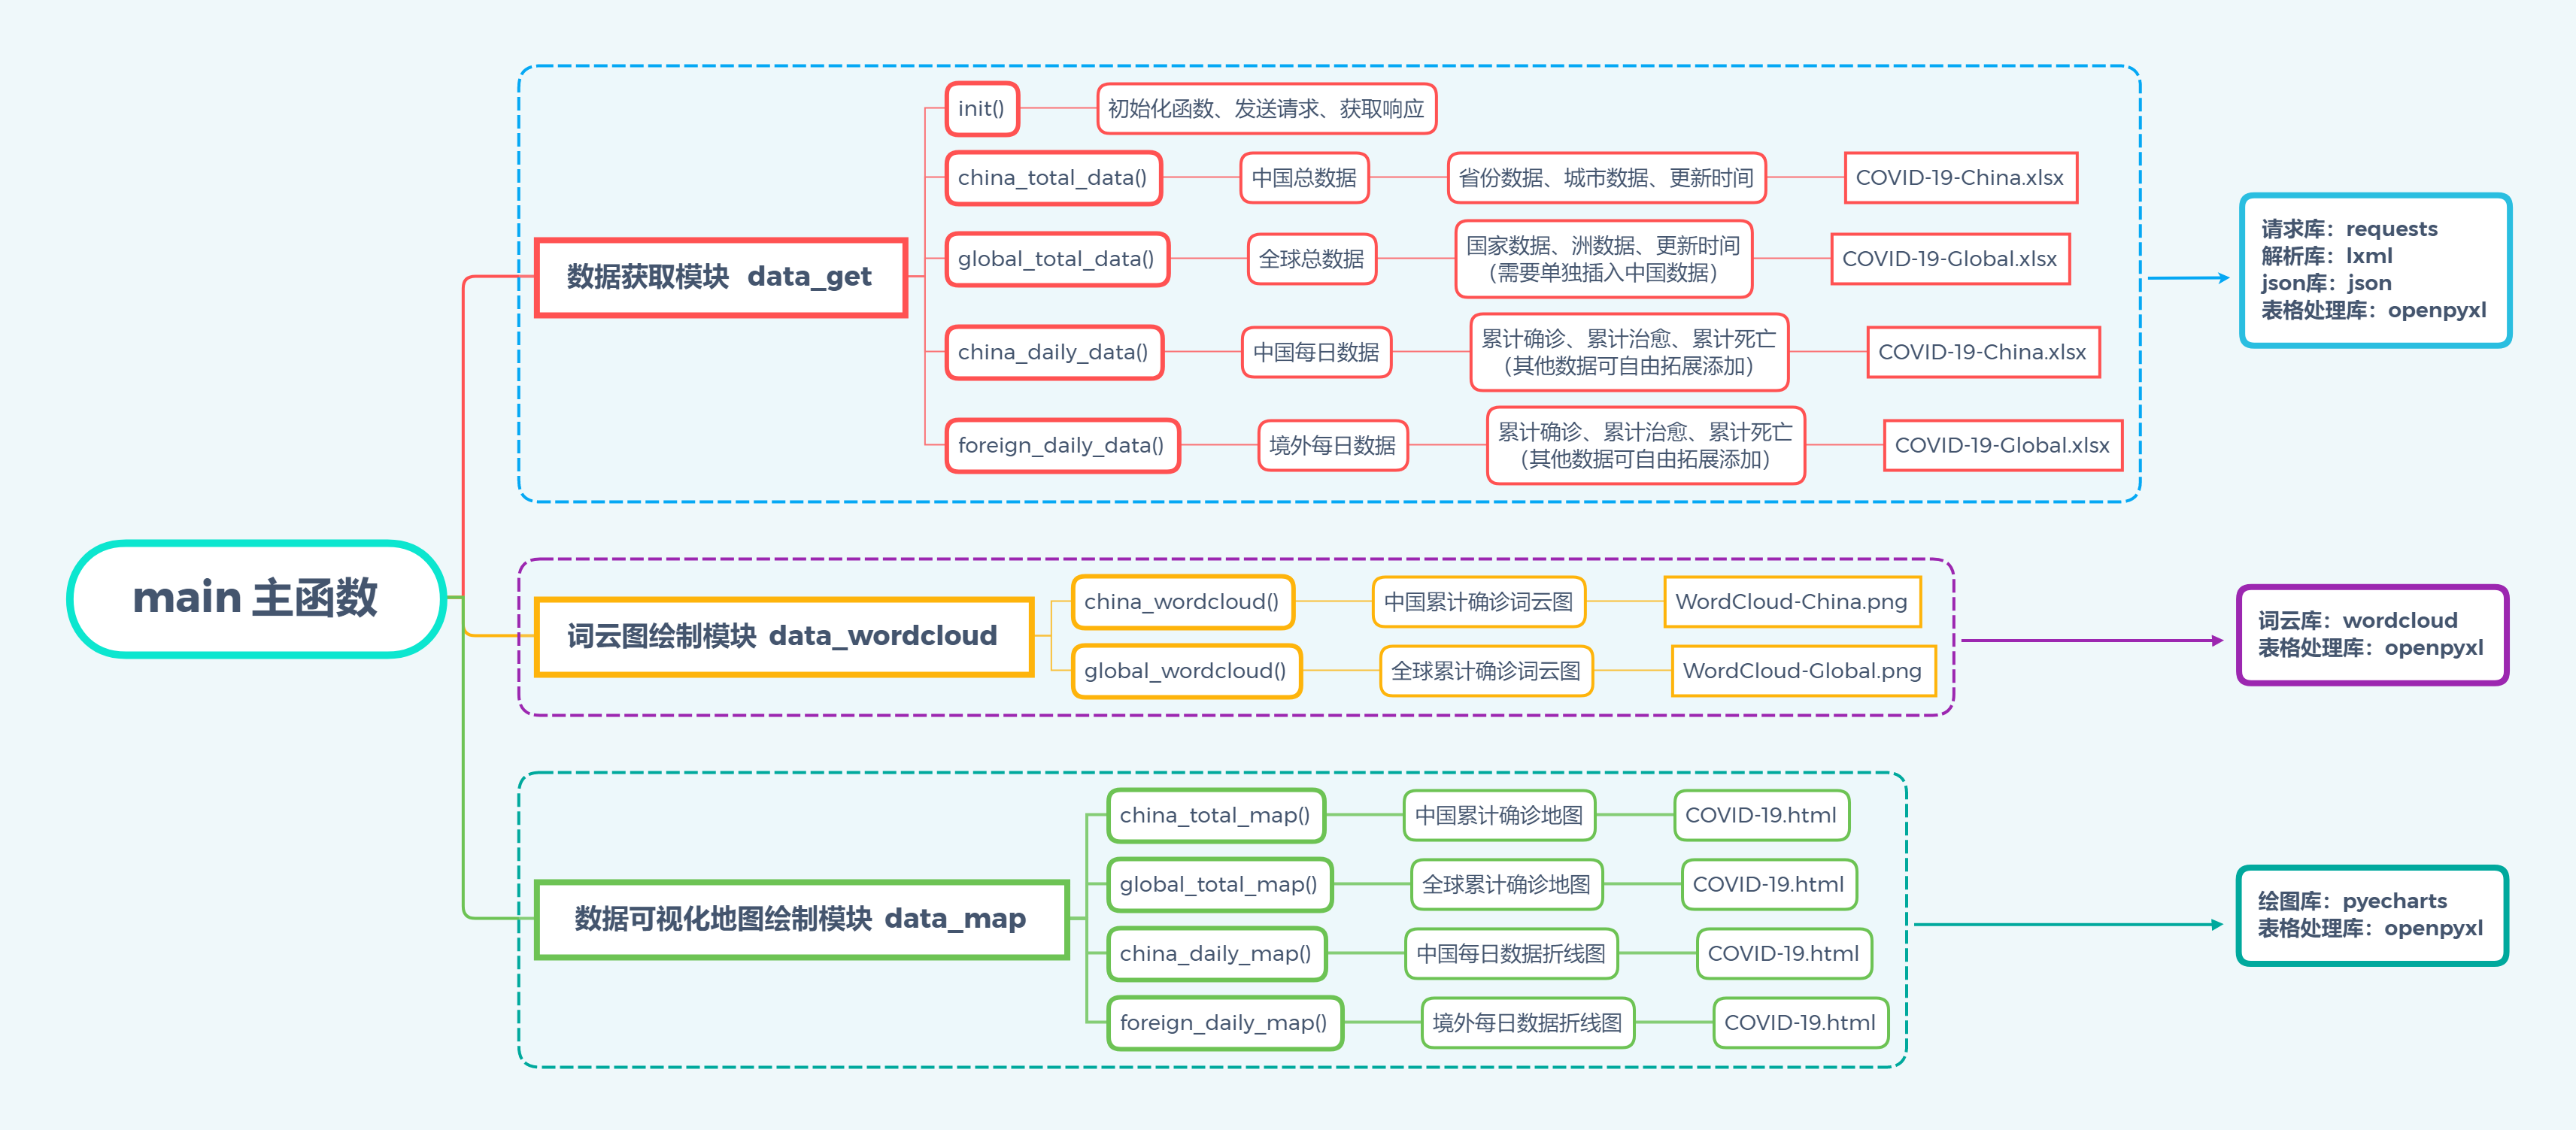 main 主函数
数据获取模块 data_get
init()
初始化函数、发送请求、获取响应
china_total_data()
中国总数据
省份数据、城市数据、更新时间
COVID-19-China.xlsx
global_total_data()
全球总数据
国家数据、洲数据、更新时间
（需要单独插入中国数据）
COVID-19-Global.xlsx
china_daily_data()
中国每日数据
累计确诊、累计治愈、累计死亡
（其他数据可自由拓展添加）
COVID-19-China.xlsx
foreign_daily_data()
境外每日数据
累计确诊、累计治愈、累计死亡
（其他数据可自由拓展添加）
COVID-19-Global.xlsx
请求库：requests
解析库：lxml
json库：json
表格处理库：openpyxl
词云图绘制模块 data_wordcloud
china_wordcloud()
中国累计确诊词云图
WordCloud-China.png
global_wordcloud()
全球累计确诊词云图
WordCloud-Global.png
词云库：wordcloud
表格处理库：openpyxl
数据可视化地图绘制模块 data_map
china_total_map()
中国累计确诊地图
COVID-19.html
global_total_map()
全球累计确诊地图
COVID-19.html
china_daily_map()
中国每日数据折线图
COVID-19.html
foreign_daily_map()
境外每日数据折线图
COVID-19.html
绘图库：pyecharts
表格处理库：openpyxl